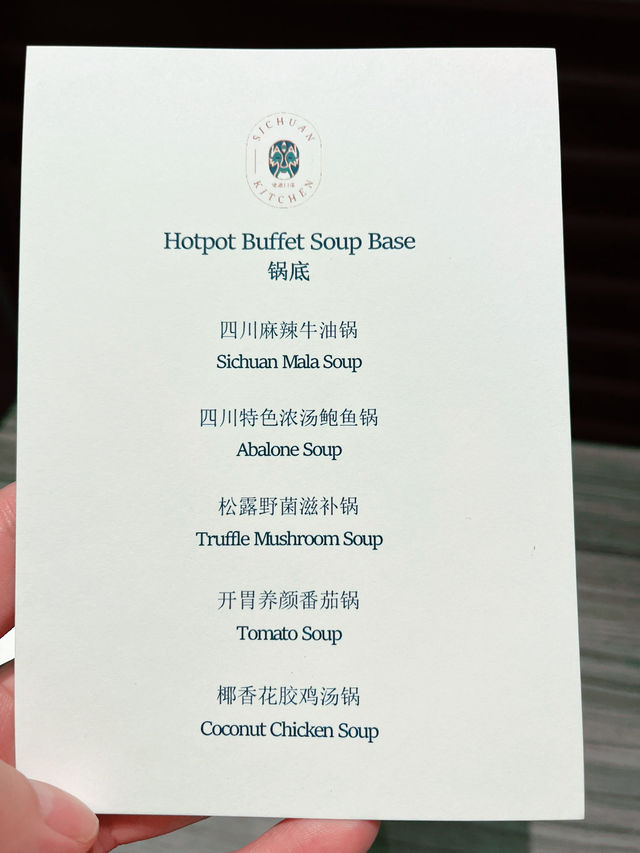 SICHUAN
KITCHEN
Hotpot Buffet Soup Base
锅底
四川麻辣牛油锅
Sichuan Mala Soup
四川特色浓汤鲍鱼锅
Abalone Soup
松露野菌滋补锅
Truffle Mushroom Soup
开胃养颜番茄锅
Tomato Soup
椰香花胶鸡汤锅
Coconut Chicken Soup